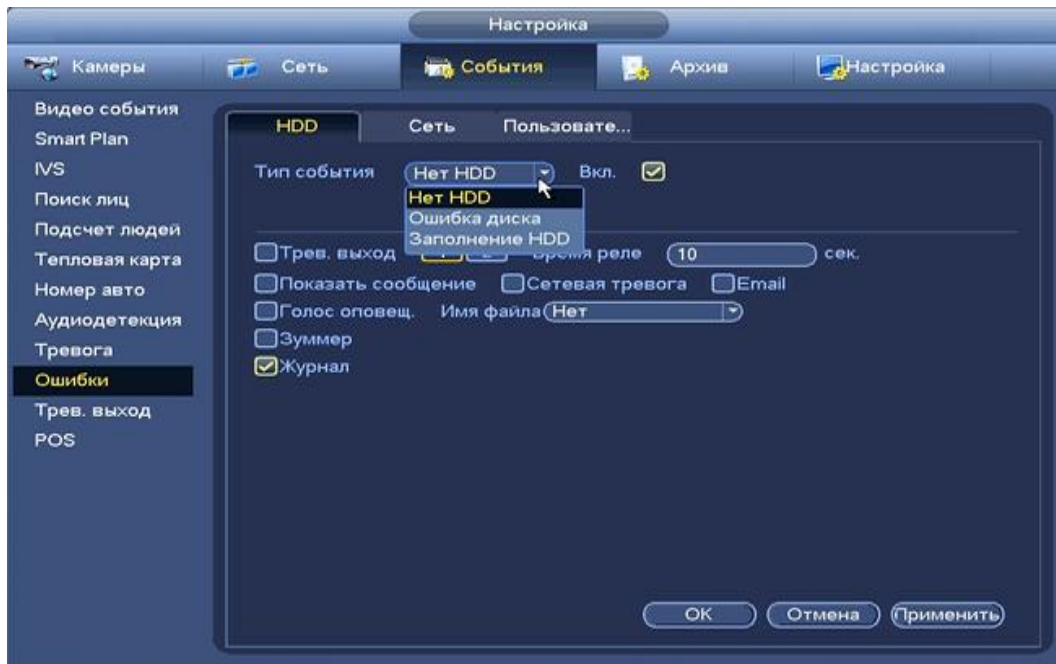 Настройка
Камеры Сеть События Архив Настройка
Видео события
Smart Plan
IVS
Поиск лиц
Подсчет людей
Тепловая карта
Номер авто
Аудиодетекция
Тревога
Ошибки
Трев. выход
POS
HDD Сеть Пользовате...
Тип события Нет HDD Вкл.
Нет HDD
Ошибка диска
Заполнение HDD
Трев. выход реле 10 сек.
Показать сообщение Сетевая тревога Email
Голос оповещ. Имя файла Нет
Зуммер
Журнал
OK Отмена Применить